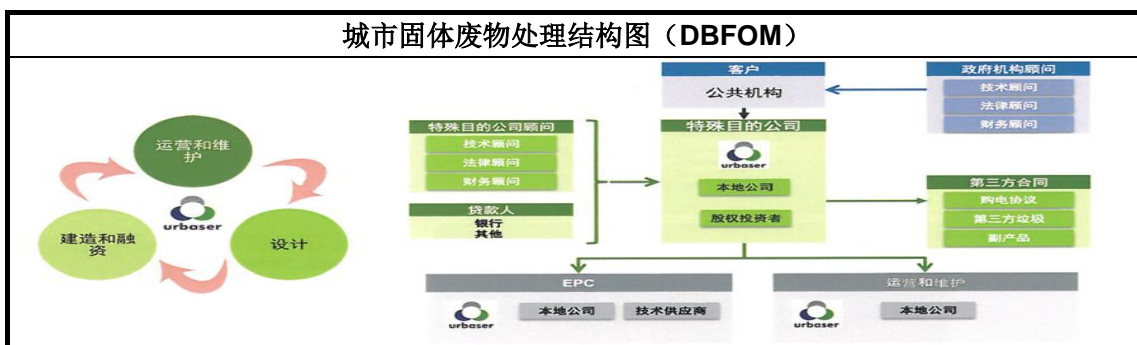 城市固体废物处理结构图（DBFOM）
运营和维
护
建造和融
资
设计
urbaser
客户
公共机构
政府机构顾问
技术顾问
法律顾问
财务顾问
特殊目的公司顾问
技术顾问
法律顾问
财务顾问
贷款人
银行
其他
特殊目的公司
urbaser
本地公司
股权投资者
第三方合同
购电协议
第三方垃圾
副产品
EPC
urbaser
本地公司
技术供应商
运营和维护
urbaser
本地公司